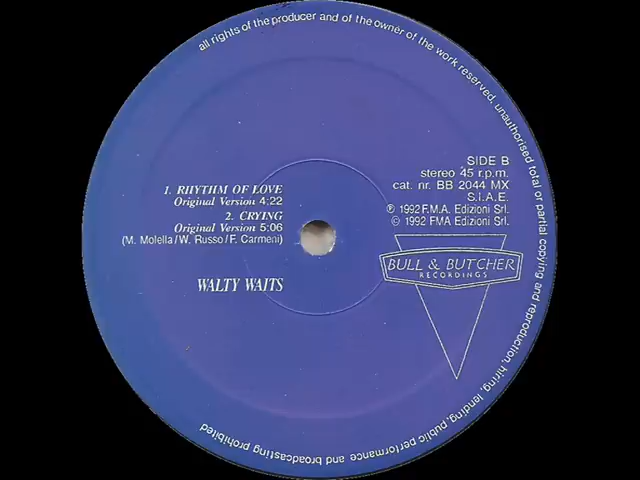 all rights of the producer and of the owner of the work reserved, unauthorised total or partial copying and reproduction, hiring, lending, public performance and broadcasting prohibited
1. RHYTHM OF LOVE
Original Version 4:22
2. CRYING
Original Version 5:06
(M. Molella/W. Russo/F. Carmeni)
WALTY WAITS
SIDE B
stereo 45 r.p.m.
cat. nr. BB 2044 MX
S.I.A.E.
℗ 1992 F.M.A. Edizioni Srl.
© 1992 FMA Edizioni Srl.
BULL & BUTCHER
RECORDINGS